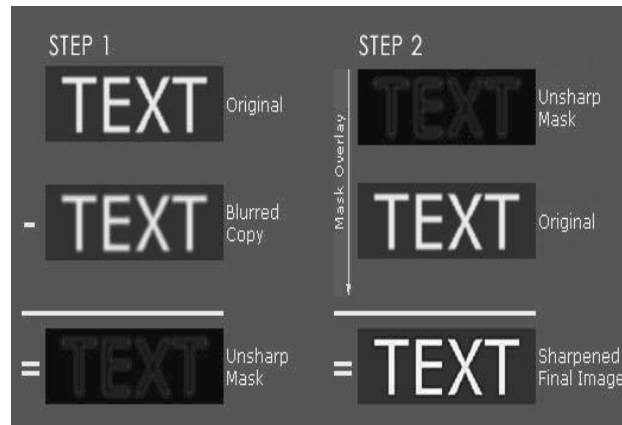 STEP 1
TEXT
Original
-
TEXT
Blurred
Copy
=
TEXT
Unsharp
Mask
STEP 2
Mask Overlay
TEXT
Unsharp
Mask
TEXT
Original
=
TEXT
Sharpened
Final Image